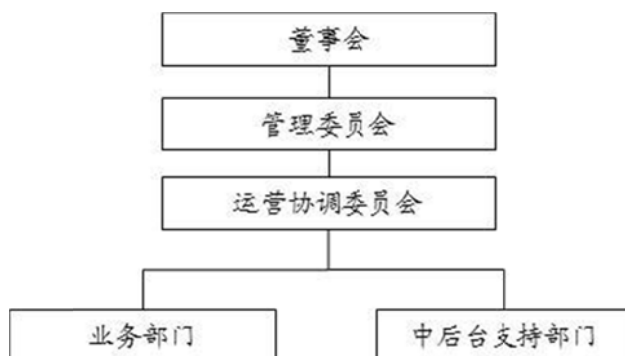 董事会
管理委员会
运营协调委员会
业务部门
中后台支持部门